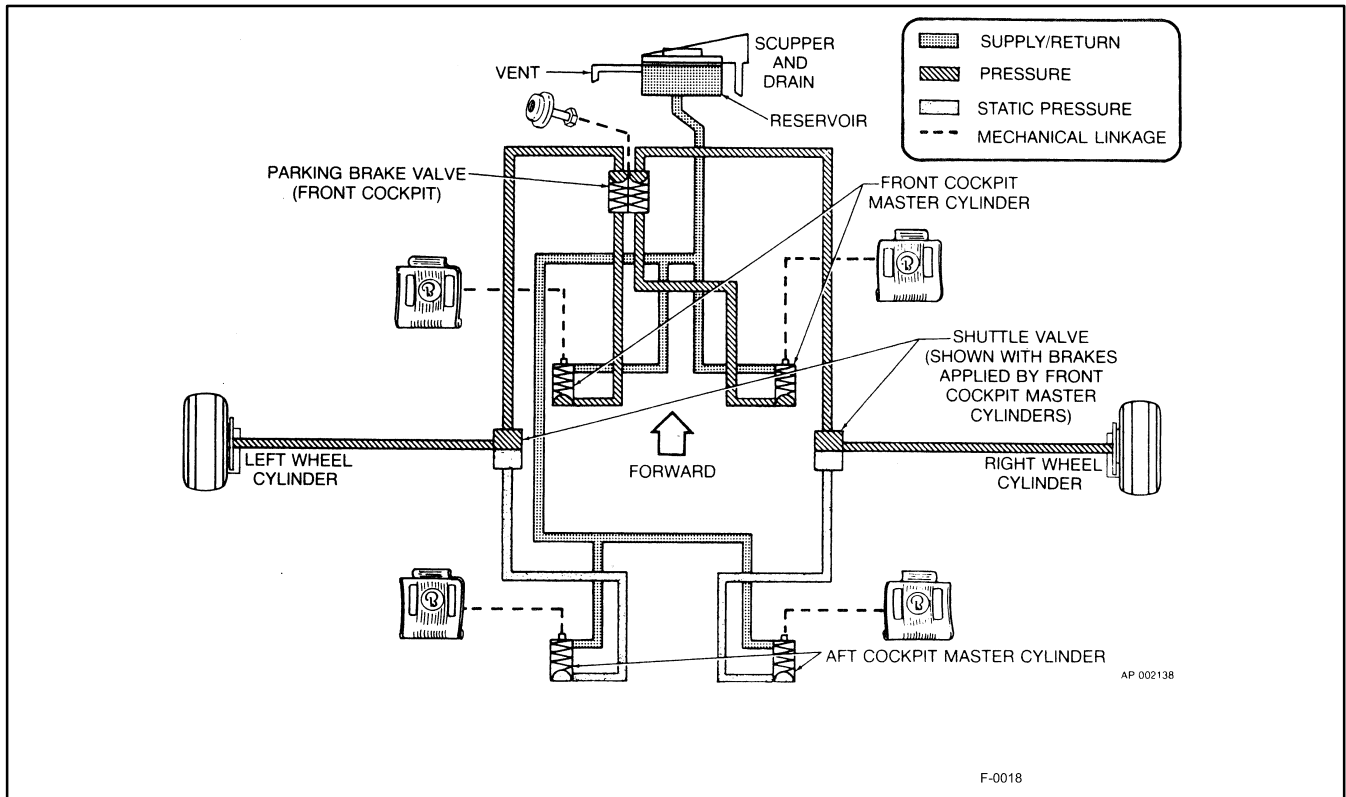 SCUPPER
AND
DRAIN
VENT
RESERVOIR
SUPPLY/RETURN
PRESSURE
STATIC PRESSURE
MECHANICAL LINKAGE
PARKING BRAKE VALVE
(FRONT COCKPIT)
FRONT COCKPIT
MASTER CYLINDER
SHUTTLE VALVE
(SHOWN WITH BRAKES
APPLIED BY FRONT
COCKPIT MASTER
CYLINDERS)
FORWARD
LEFT WHEEL
CYLINDER
RIGHT WHEEL
CYLINDER
AFT COCKPIT MASTER CYLINDER
AP 002138
F-0018